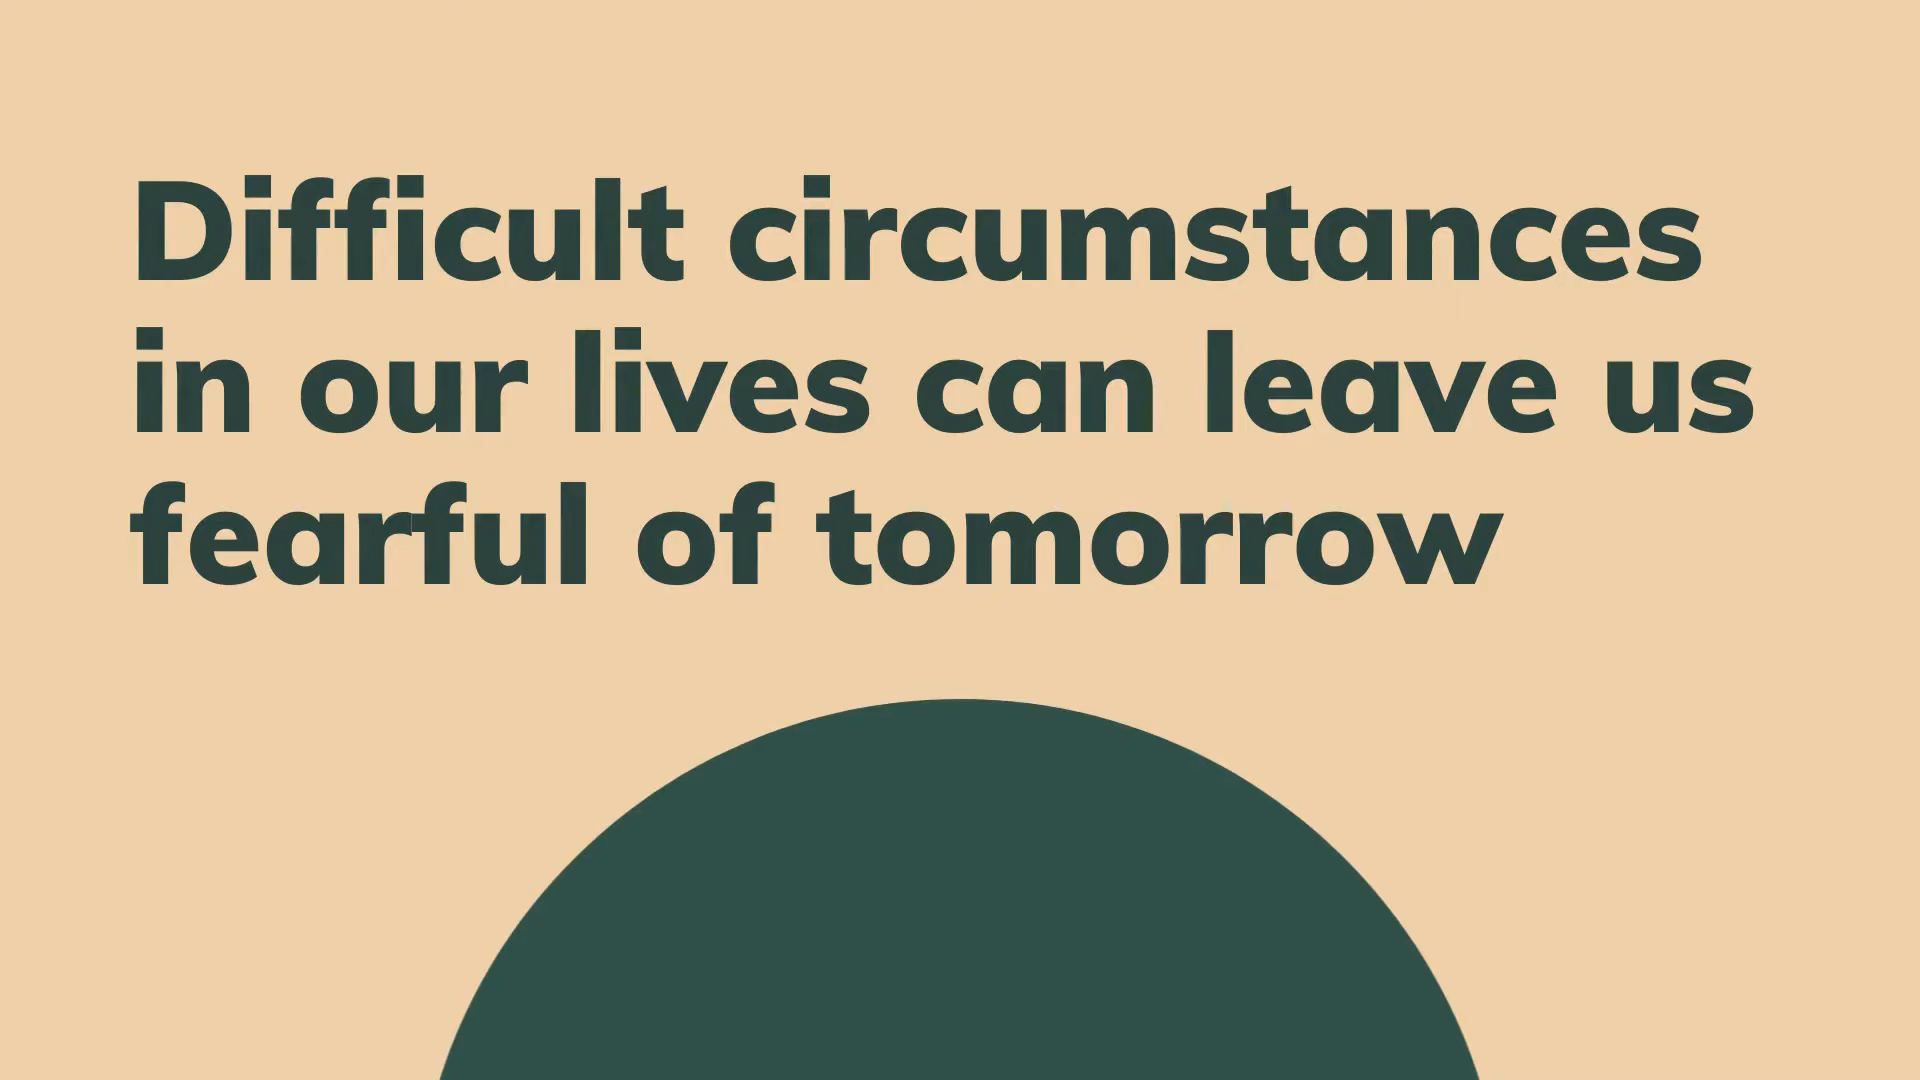 Difficult circumstances
in our lives can leave us
fearful of tomorrow